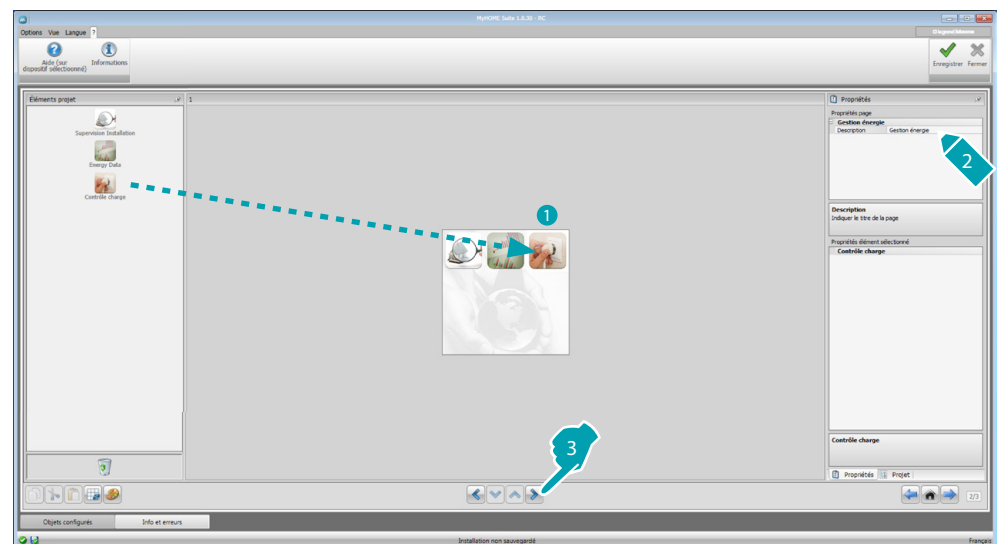 MyHOME Suite 1.0.30 - RIC
Options Vue Langue ?
Aide (sur
dispositif sélectionné)
Informations
Enregistrer Fermer
Eléments projet
1
Propriétés
Supervision Installation
Energy Data
Contrôle charge
Propriétés page
Gestion énergie
Description Gestion énergie
2
1
Description
Indiquer le titre de la page
Propriétés élément sélectionné
Contrôle charge
3
Contrôle charge
Propriétés Projet
2/3
Objets configurés Info et erreurs
Installation non sauvegardé
Français